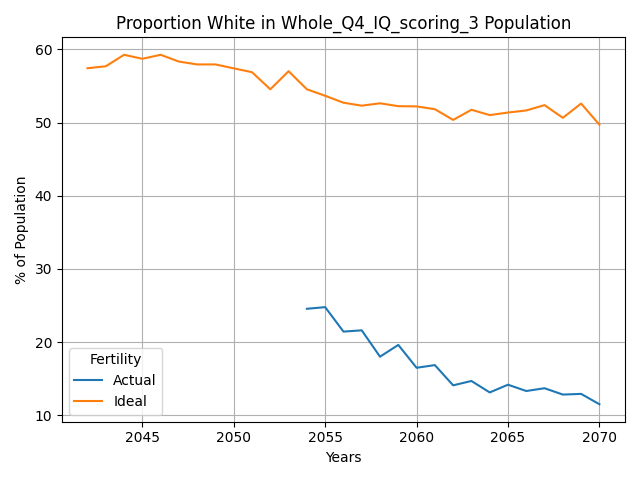 Proportion White in Whole_Q4_IQ_scoring_3 Population
60
50
40
30
20
10
% of Population
Fertility
Actual
Ideal
2045 2050 2055 2060 2065 2070
Years